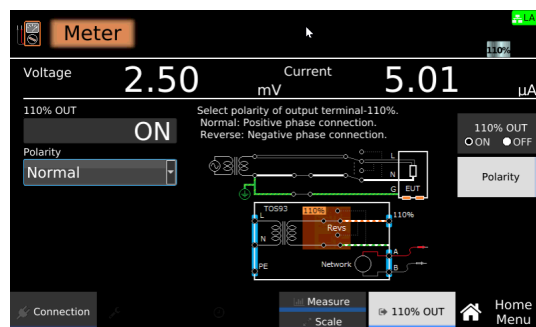 Meter
LA
110%
Voltage 2.50 mV Current 5.01 µA
110% OUT
ON
Polarity
Normal
Select polarity of output terminal-110%.
Normal: Positive phase connection.
Reverse: Negative phase connection.
L
N
G EUT
TOS93 110%
L 110%
Revs
N
A
Network
PE B
110% OUT
ON OFF
Polarity
Connection
Measure
Scale
110% OUT
Home
Menu